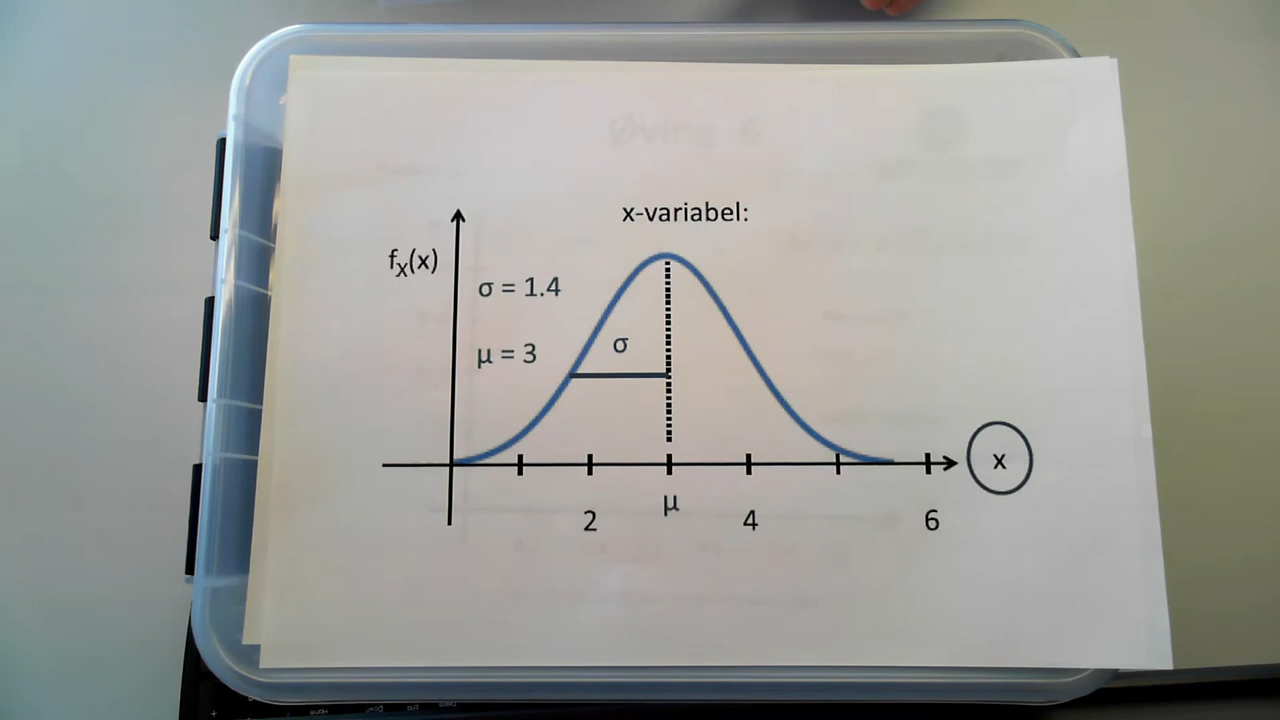 x-variabel:
fX(x)
σ = 1.4
μ = 3
σ
x
μ
2 4 6